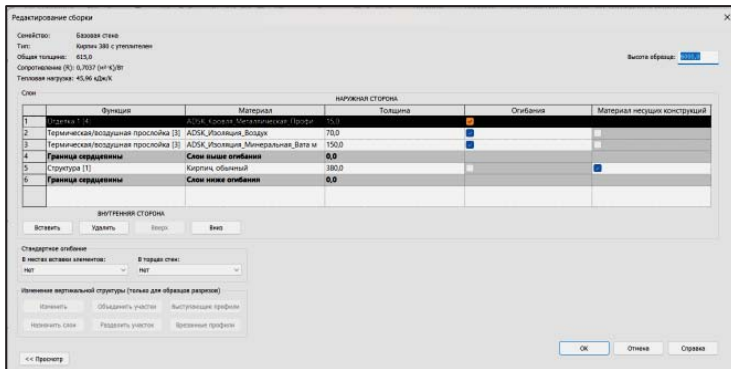 Редактирование сборки
Семейство: Базовая стена
Тип: Кирпич 380 с утеплителем
Общая толщина: 615,0
Сопротивление (R): 0,7037 (м²·K)/Вт
Тепловая нагрузка: 45,96 кДж/К
Высота образца:
Слои
НАРУЖНАЯ СТОРОНА
Функция Материал Толщина Огибания Материал несущих конструкций
1 Отделка 1 [4] ADSK_Кровля_Металлическая_Профи 15,0
2 Термическая/воздушная прослойка [3] ADSK_Изоляция_Воздух 70,0
3 Термическая/воздушная прослойка [3] ADSK_Изоляция_Минеральная_Вата м 150,0
4 Граница сердцевины Слои выше огибания 0,0
5 Структура [1] Кирпич, обычный 380,0
6 Граница сердцевины Слои ниже огибания 0,0
ВНУТРЕННЯЯ СТОРОНА
Вставить Удалить Вверх Вниз
Стандартное огибание
В местах вставки элементов: В торцах стен:
Нет Нет
Изменение вертикальной структуры (только для образцов разрезов)
Изменить Объединить участки Выступающие профили
Назначить слои Разделить участок Врезанные профили
OK Отмена Справка
<< Просмотр